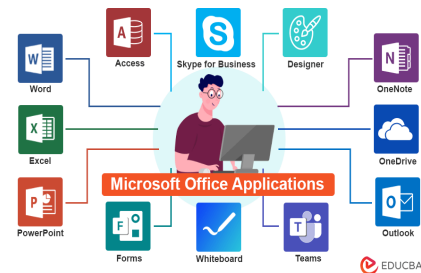 Access
Skype for Business
Designer
W
Word
N
OneNote
A
S
X
Excel
OneDrive
Microsoft Office Applications
P
PowerPoint
F
Forms
Whiteboard
T
Teams
O
Outlook
EDUCBA